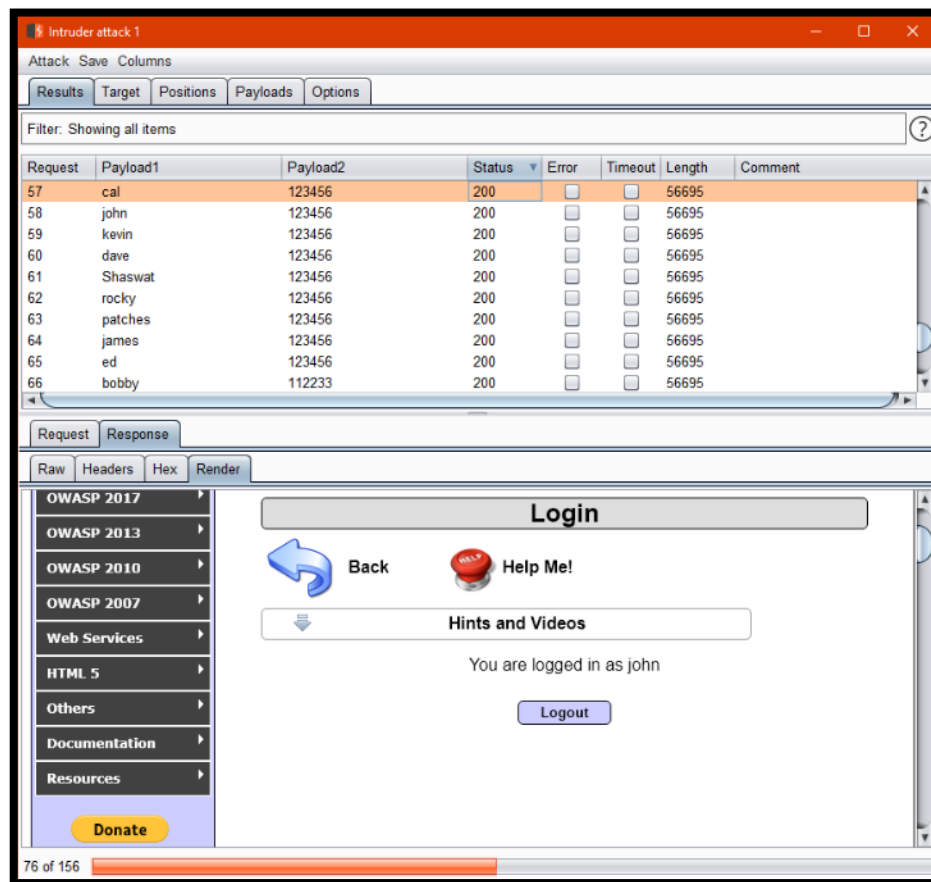 Intruder attack 1
Attack Save Columns
Results Target Positions Payloads Options
Filter: Showing all items ?
Request Payload1 Payload2 Status Error Timeout Length Comment
57 cal 123456 200 56695
58 john 123456 200 56695
59 kevin 123456 200 56695
60 dave 123456 200 56695
61 Shaswat 123456 200 56695
62 rocky 123456 200 56695
63 patches 123456 200 56695
64 james 123456 200 56695
65 ed 123456 200 56695
66 bobby 112233 200 56695
Request Response
Raw Headers Hex Render
OWASP 2017
OWASP 2013
OWASP 2010
OWASP 2007
Web Services
HTML 5
Others
Documentation
Resources
Donate
Login
Back HELP Help Me!
Hints and Videos
You are logged in as john
Logout
76 of 156